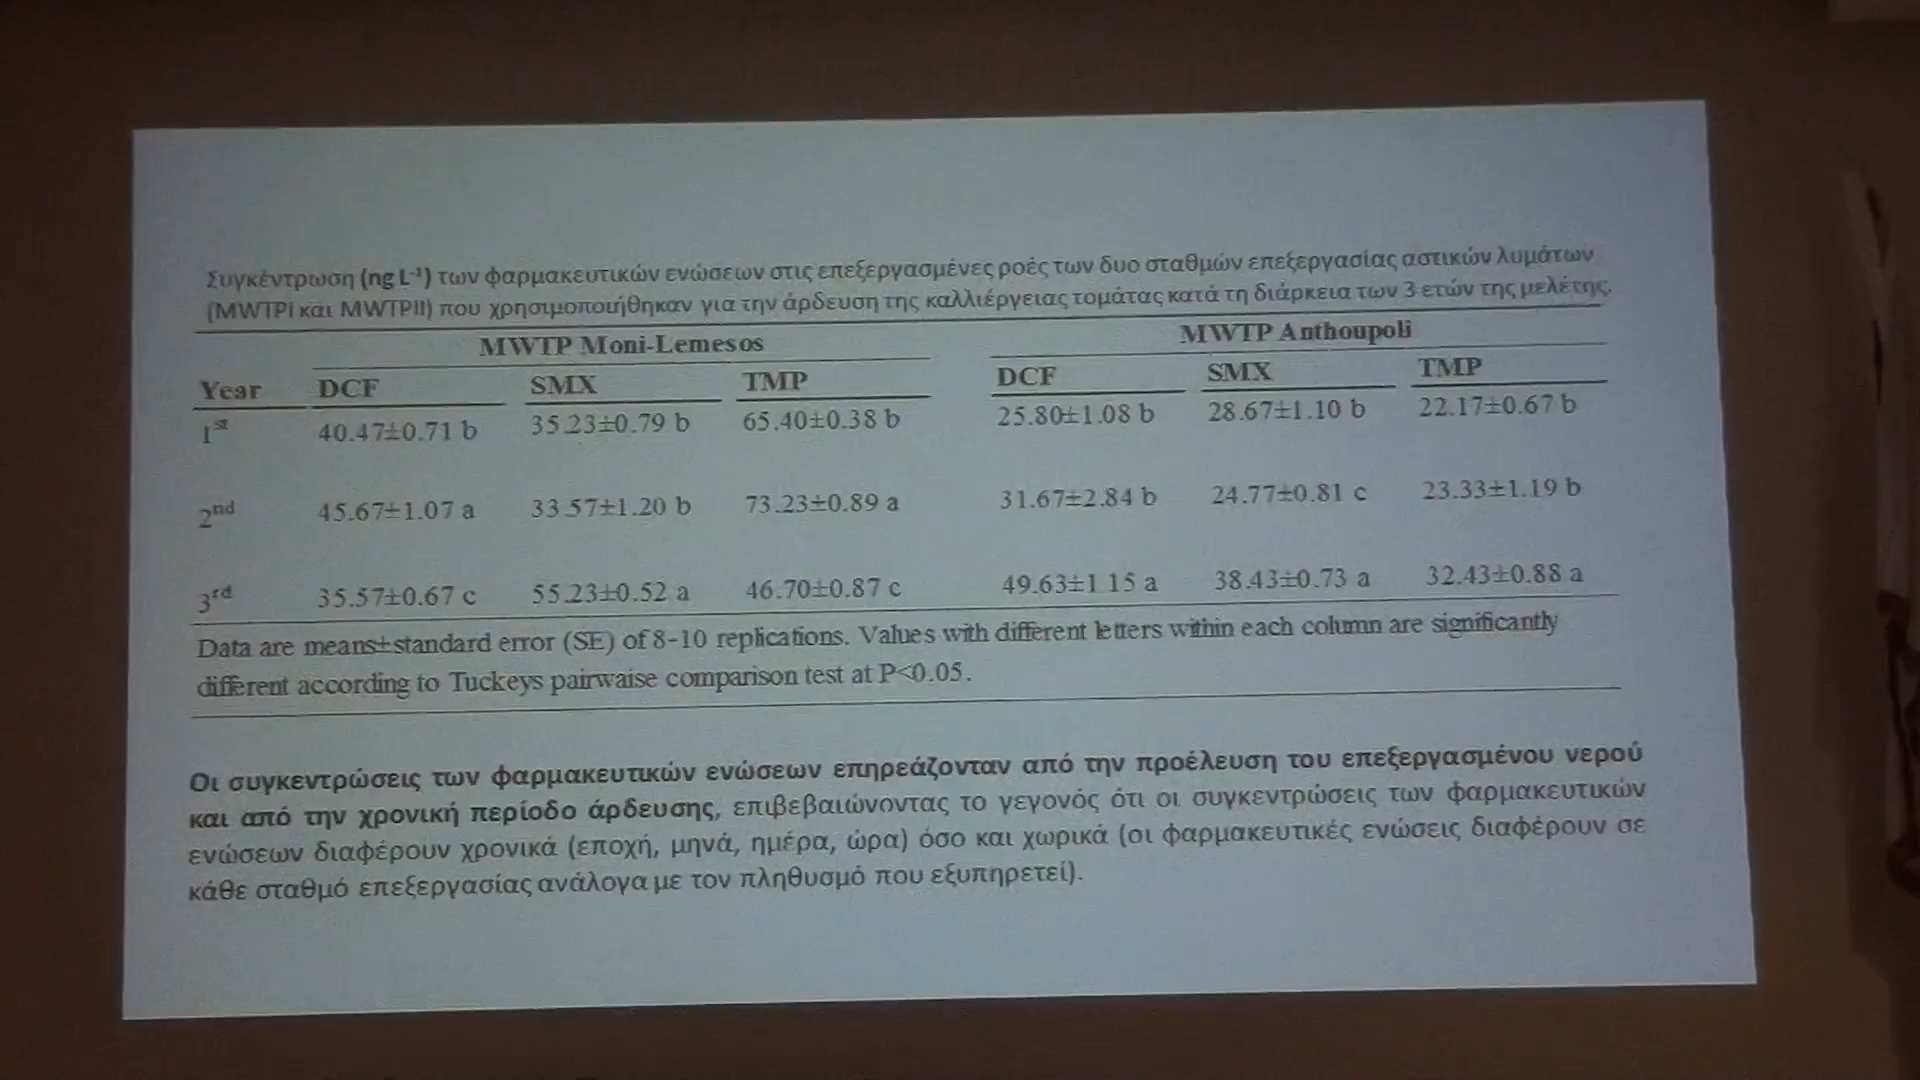 Συγκέντρωση (ng L⁻¹) των φαρμακευτικών ενώσεων στις επεξεργασμένες ροές των δυο σταθμών επεξεργασίας αστικών λυμάτων
(MWTPI και MWTPII) που χρησιμοποιήθηκαν για την άρδευση της καλλιέργειας τομάτας κατά τη διάρκεια των 3 ετών της μελέτης.
MWTP Moni-Lemesos MWTP Anthoupoli
Year DCF SMX TMP DCF SMX TMP
1st 40.47±0.71 b 35.23±0.79 b 65.40±0.38 b 25.80±1.08 b 28.67±1.10 b 22.17±0.67 b
2nd 45.67±1.07 a 33.57±1.20 b 73.23±0.89 a 31.67±2.84 b 24.77±0.81 c 23.33±1.19 b
3rd 35.57±0.67 c 55.23±0.52 a 46.70±0.87 c 49.63±1.15 a 38.43±0.73 a 32.43±0.88 a
Data are means±standard error (SE) of 8-10 replications. Values with different letters within each column are significantly
different according to Tuckeys pairwaise comparison test at P<0.05.
Οι συγκεντρώσεις των φαρμακευτικών ενώσεων επηρεάζονταν από την προέλευση του επεξεργασμένου νερού
και από την χρονική περίοδο άρδευσης, επιβεβαιώνοντας το γεγονός ότι οι συγκεντρώσεις των φαρμακευτικών
ενώσεων διαφέρουν χρονικά (εποχή, μηνά, ημέρα, ώρα) όσο και χωρικά (οι φαρμακευτικές ενώσεις διαφέρουν σε
κάθε σταθμό επεξεργασίας ανάλογα με τον πληθυσμό που εξυπηρετεί).